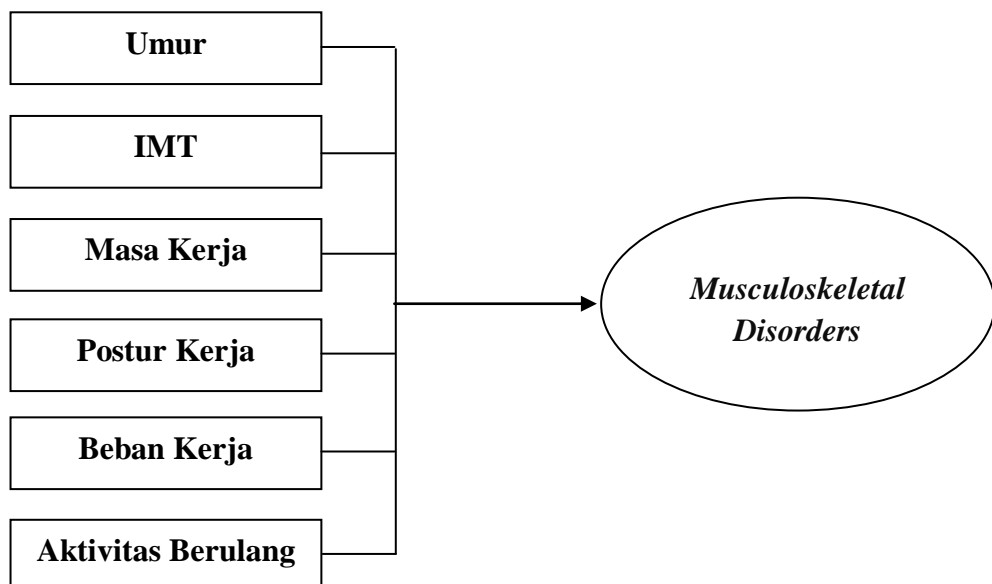 Umur
IMT
Masa Kerja
Postur Kerja
Beban Kerja
Aktivitas Berulang
Musculoskeletal
Disorders